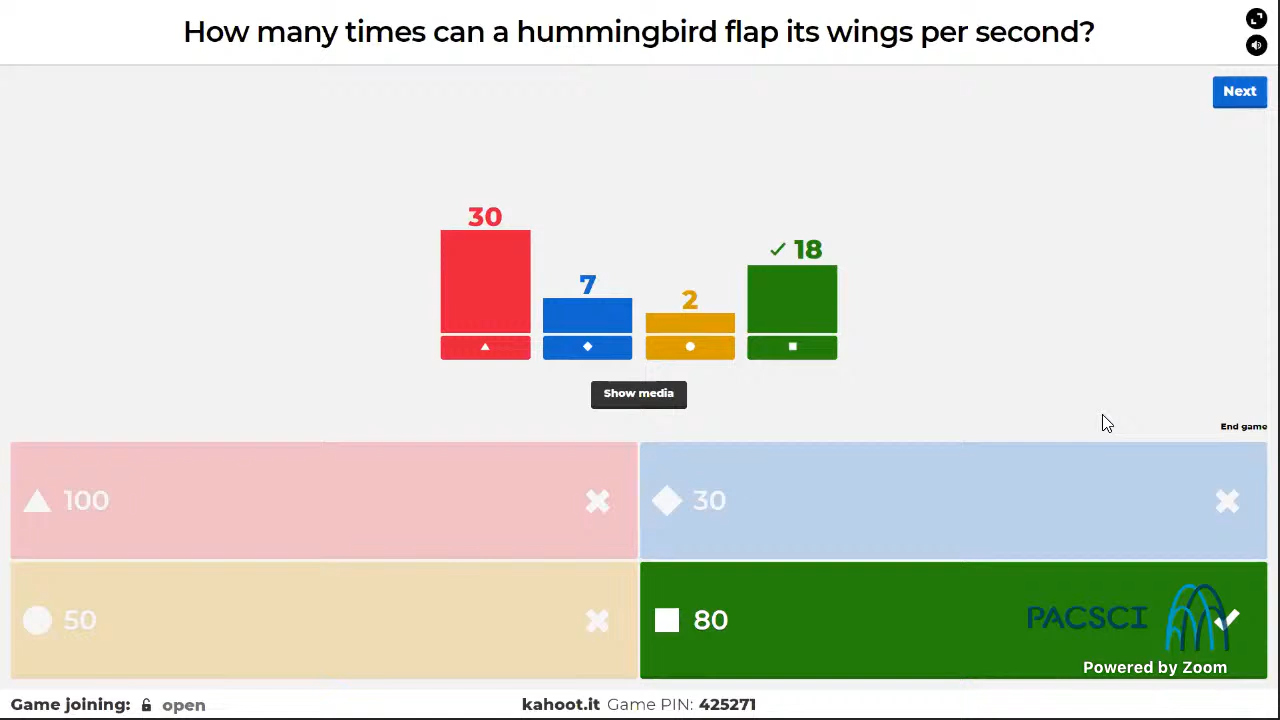 How many times can a hummingbird flap its wings per second?
Next
30
7
2
18
Show media
End game
100
30
50
80
PACSCI
Powered by Zoom
Game joining: open
kahoot.it Game PIN: 425271